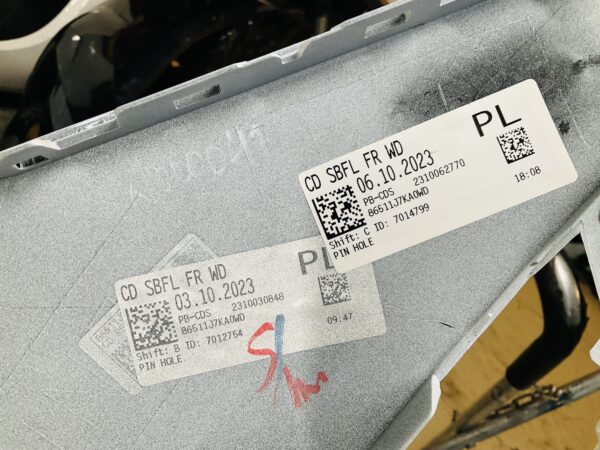 CD SBFL FR WD
PL
06.10.2023
PB-CDS 2310062770
86511J7KA0WD
Shift: C ID: 7014799
18:08
PIN HOLE
CD SBFL FR WD
PL
03.10.2023
PB-CDS 2310030848
86511J7KA0WD
Shift: B ID: 7012754
09:47
PIN HOLE